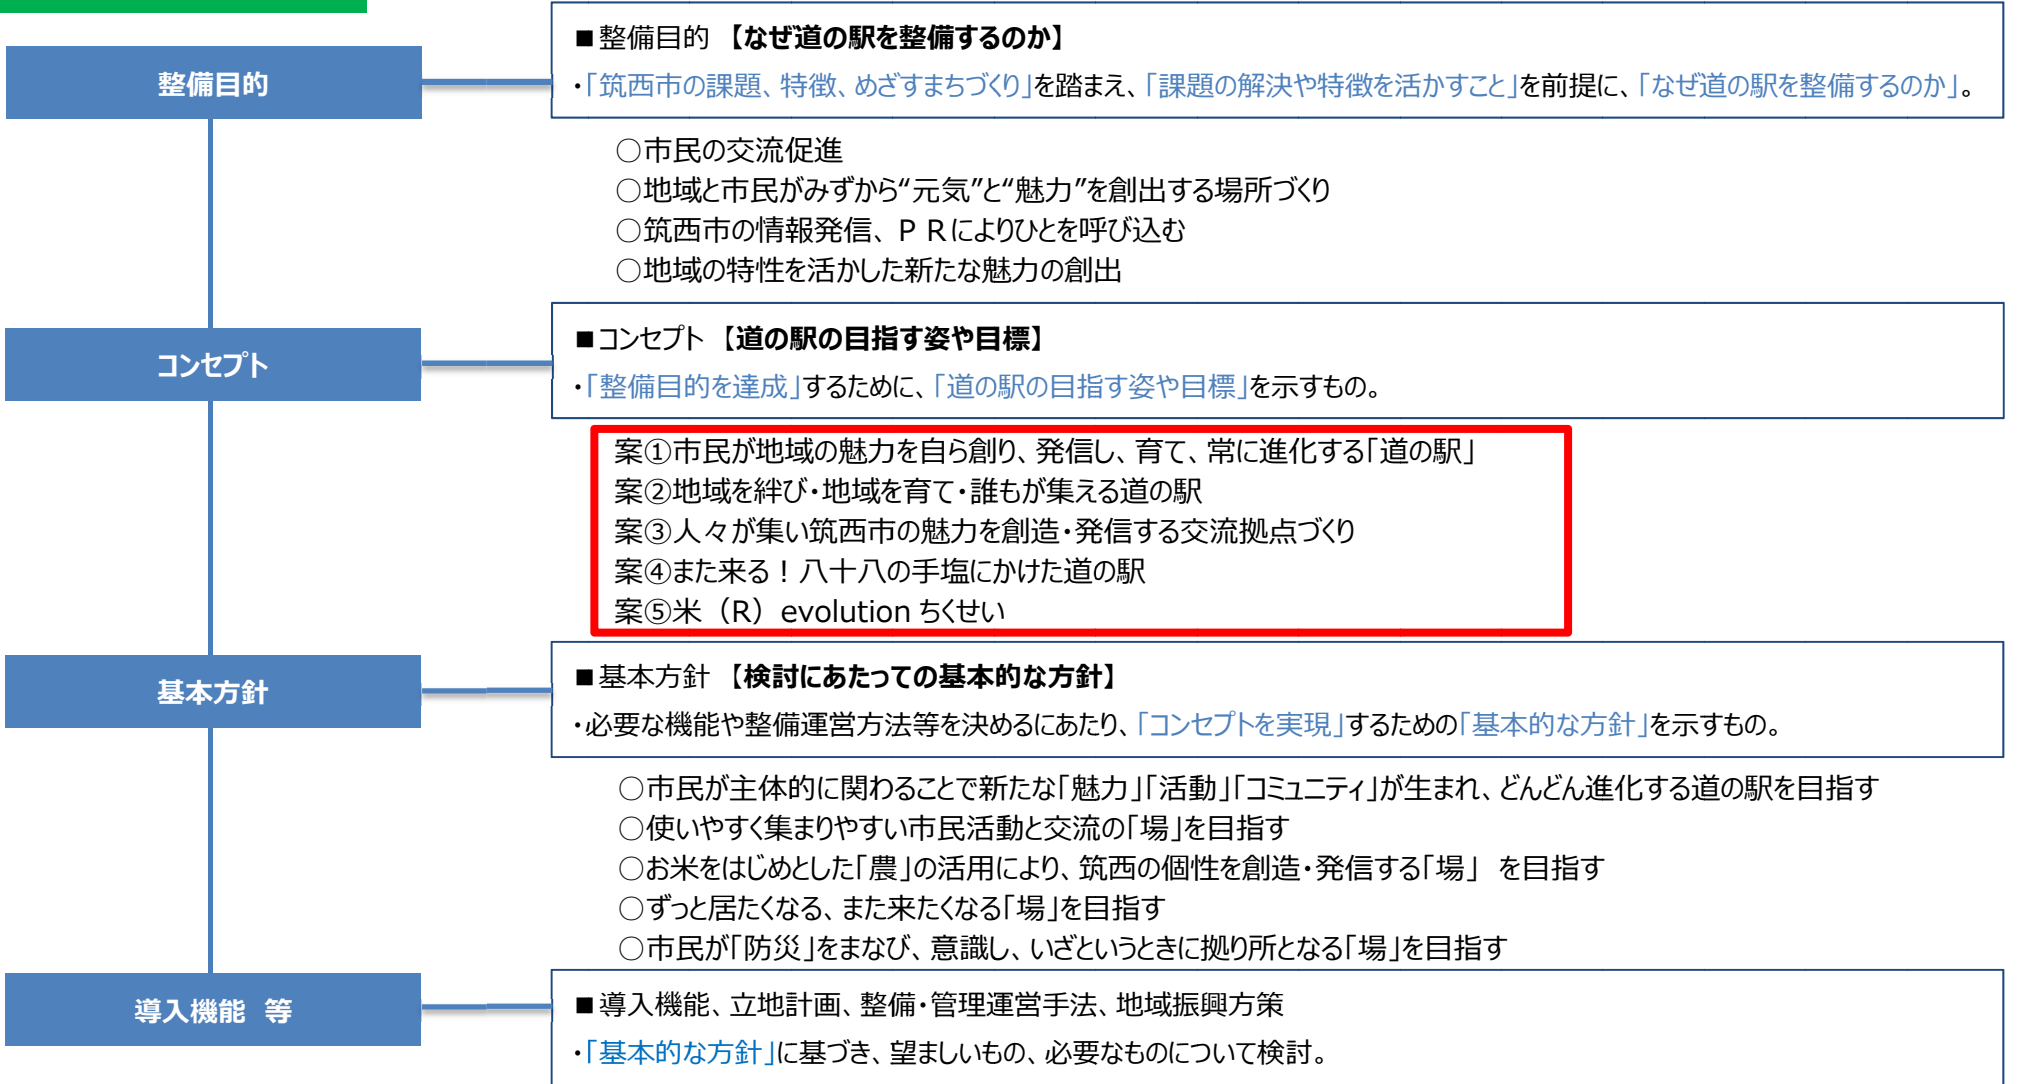 整備目的
■整備目的 【なぜ道の駅を整備するのか】
・「筑西市の課題、特徴、めざすまちづくり」を踏まえ、「課題の解決や特徴を活かすこと」を前提に、「なぜ道の駅を整備するのか」。
○市民の交流促進
○地域と市民がみずから“元気”と“魅力”を創出する場所づくり
○筑西市の情報発信、ＰＲによりひとを呼び込む
○地域の特性を活かした新たな魅力の創出
コンセプト
■コンセプト 【道の駅の目指す姿や目標】
・「整備目的を達成」するために、「道の駅の目指す姿や目標」を示すもの。
案①市民が地域の魅力を自ら創り、発信し、育て、常に進化する「道の駅」
案②地域を絆び・地域を育て・誰もが集える道の駅
案③人々が集い筑西市の魅力を創造・発信する交流拠点づくり
案④また来る！八十八の手塩にかけた道の駅
案⑤米（R）evolution ちくせい
基本方針
■基本方針 【検討にあたっての基本的な方針】
・必要な機能や整備運営方法等を決めるにあたり、「コンセプトを実現」するための「基本的な方針」を示すもの。
○市民が主体的に関わることで新たな「魅力」「活動」「コミュニティ」が生まれ、どんどん進化する道の駅を目指す
○使いやすく集まりやすい市民活動と交流の「場」を目指す
○お米をはじめとした「農」の活用により、筑西の個性を創造・発信する「場」 を目指す
○ずっと居たくなる、また来たくなる「場」を目指す
○市民が「防災」をまなび、意識し、いざというときに拠り所となる「場」を目指す
導入機能 等
■導入機能、立地計画、整備・管理運営手法、地域振興方策
・「基本的な方針」に基づき、望ましいもの、必要なものについて検討。